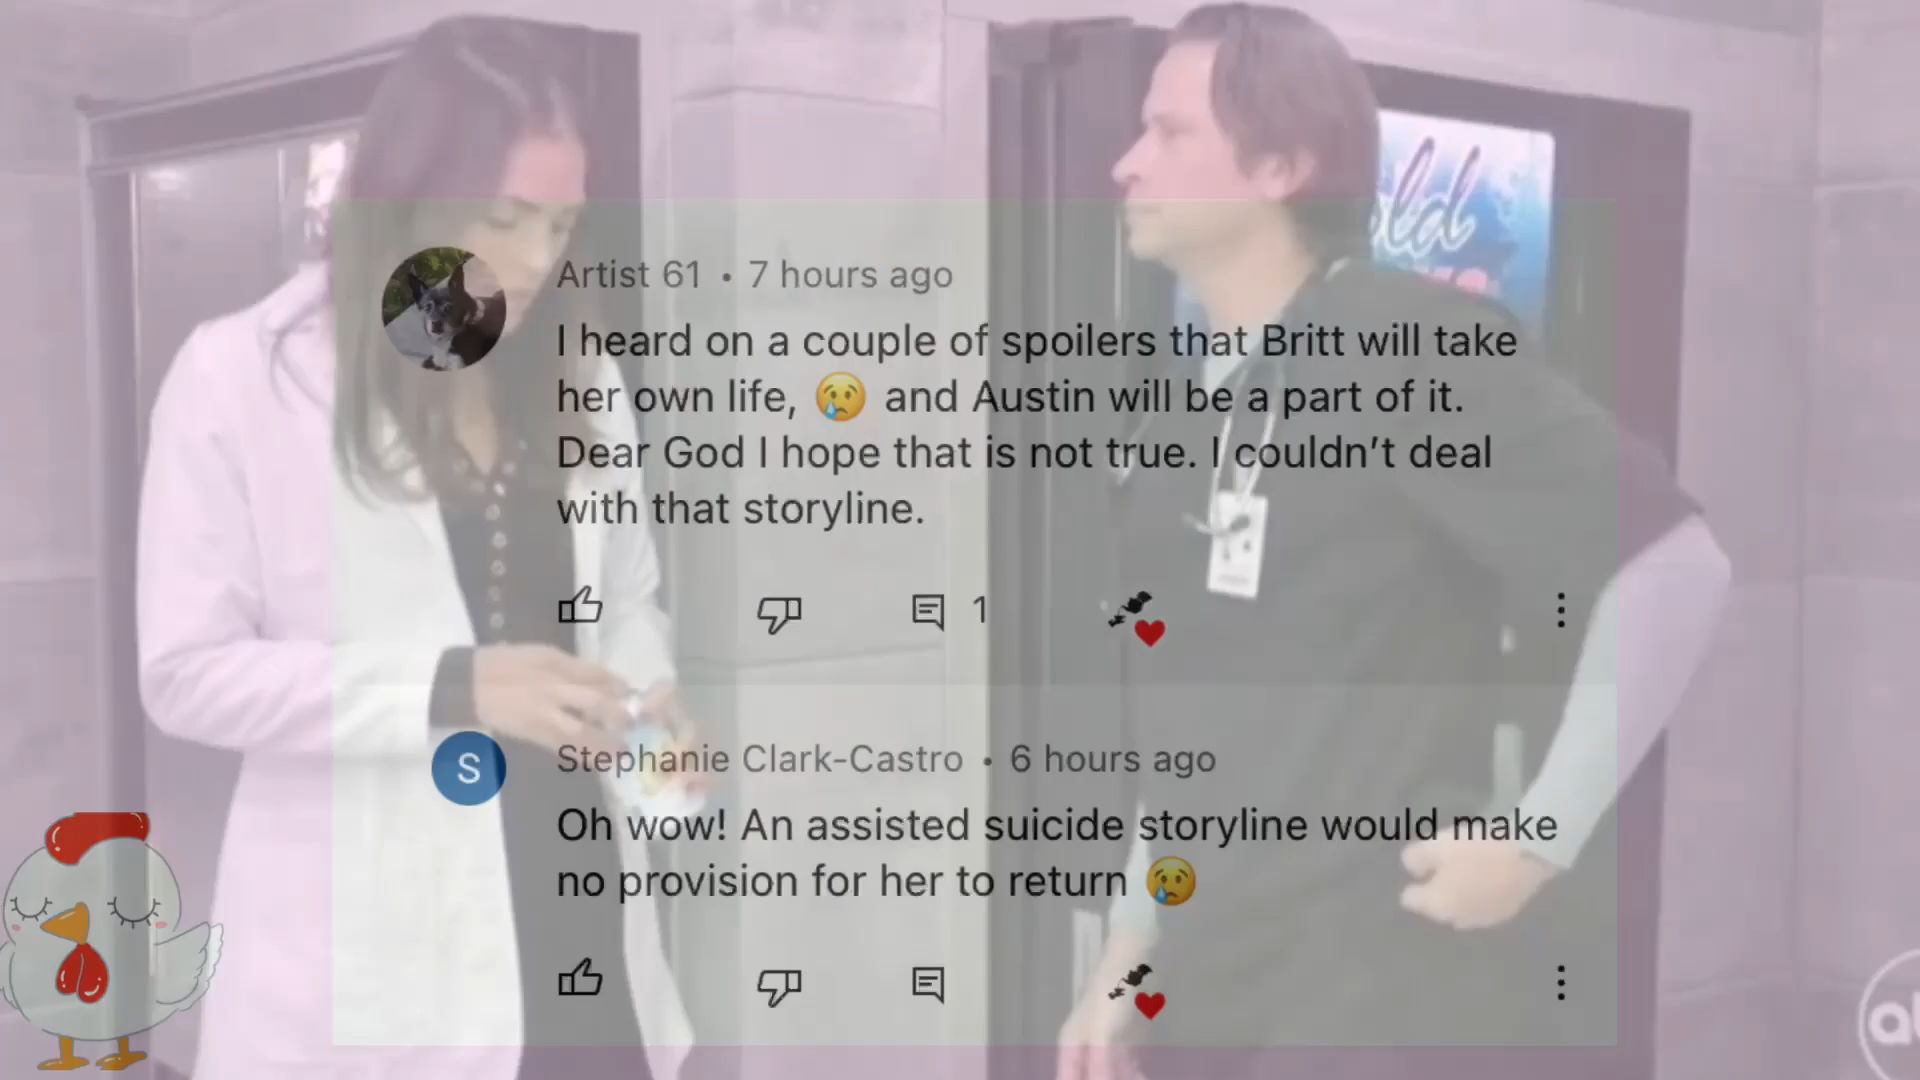 old
Artist 61 • 7 hours ago
I heard on a couple of spoilers that Britt will take
her own life, 😢 and Austin will be a part of it.
Dear God I hope that is not true. I couldn’t deal
with that storyline.
1
S
Stephanie Clark-Castro • 6 hours ago
Oh wow! An assisted suicide storyline would make
no provision for her to return 😢